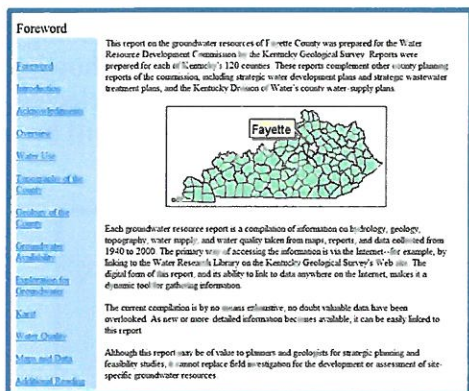 Foreword
Foreword
Introduction
Acknowledgments
Overview
Water Use
Topography of the
County
Geology of the
County
Groundwater
Availability
Exploration for
Groundwater
Karst
Water Quality
Maps and Data
Additional Reading
This report on the groundwater resources of Fayette County was prepared for the Water
Resource Development Commission by the Kentucky Geological Survey. Reports were
prepared for each of Kentucky's 120 counties. These reports complement other county planning
reports of the commission, including strategic water development plans and strategic wastewater
treatment plans, and the Kentucky Division of Water's county water-supply plans.
Fayette
Each groundwater resource report is a compilation of information on hydrology, geology,
topography, water supply, and water quality taken from maps, reports, and data collected from
1940 to 2000. The primary way of accessing the information is via the Internet--for example, by
linking to the Water Research Library on the Kentucky Geological Survey's Web site. The
digital form of this report, and its ability to link to data anywhere on the Internet, makes it a
dynamic tool for gathering information.
The current compilation is by no means exhaustive, no doubt valuable data have been
overlooked. As new or more detailed information becomes available, it can be easily linked to
this report.
Although this report may be of value to planners and geologists for strategic planning and
feasibility studies, it cannot replace field investigation for the development or assessment of site-
specific groundwater resources.